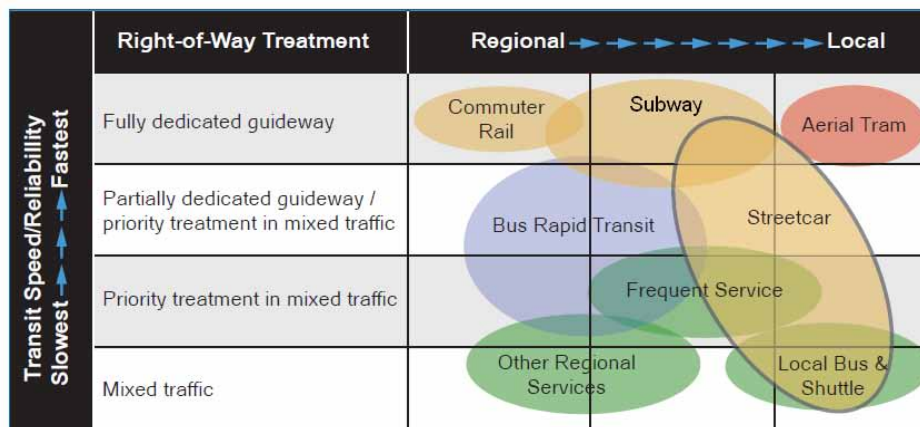 Right-of-Way Treatment
Regional
Local
Transit Speed/Reliabillity
Slowest
Fastest
Fully dedicated guideway
Commuter
Rail
Subway
Aerial Tram
Partially dedicated guideway /
priority treatment in mixed traffic
Bus Rapid Transit
Streetcar
Priority treatment in mixed traffic
Frequent Service
Mixed traffic
Other Regional
Services
Local Bus &
Shuttle